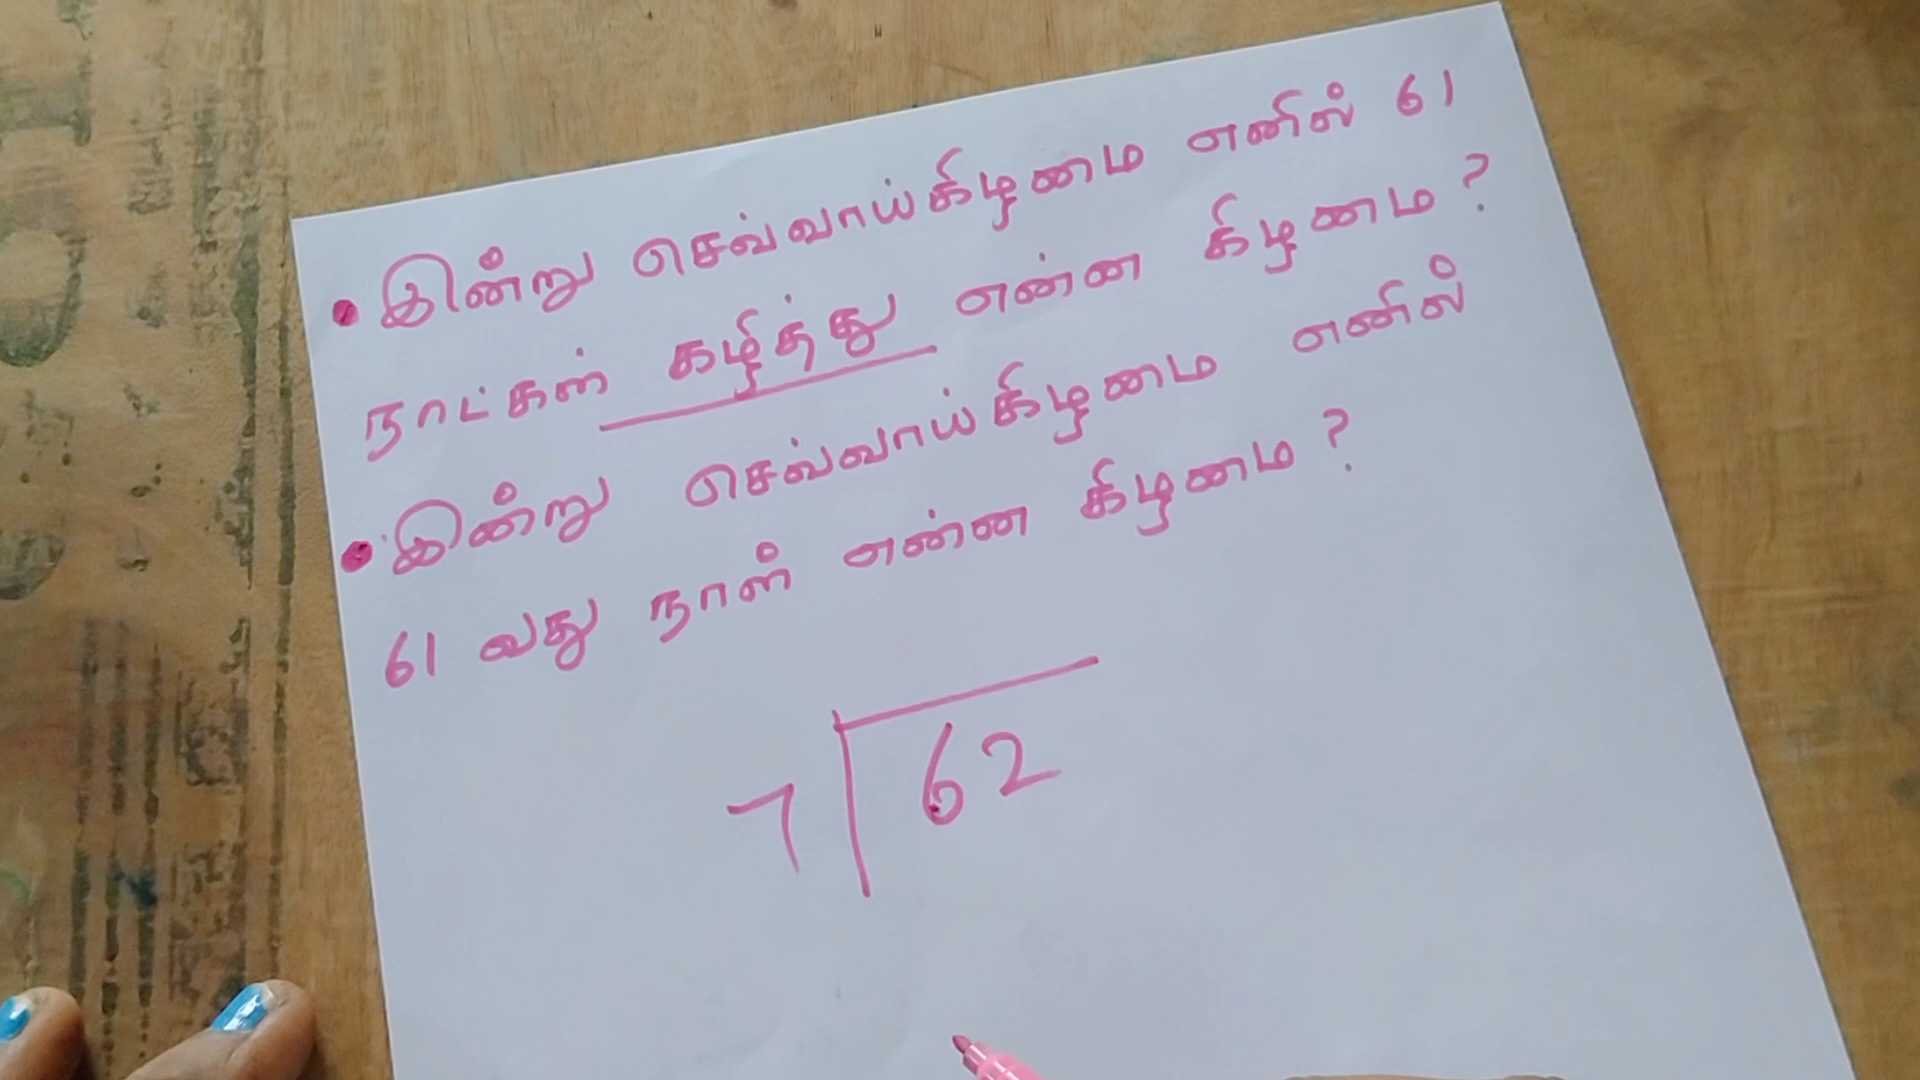 • இன்று செவ்வாய்கிழமை எனில் 61
நாட்கள் கழித்து என்ன கிழமை ?
• இன்று செவ்வாய்கிழமை எனில்
61 வது நாள் என்ன கிழமை ?
7 62